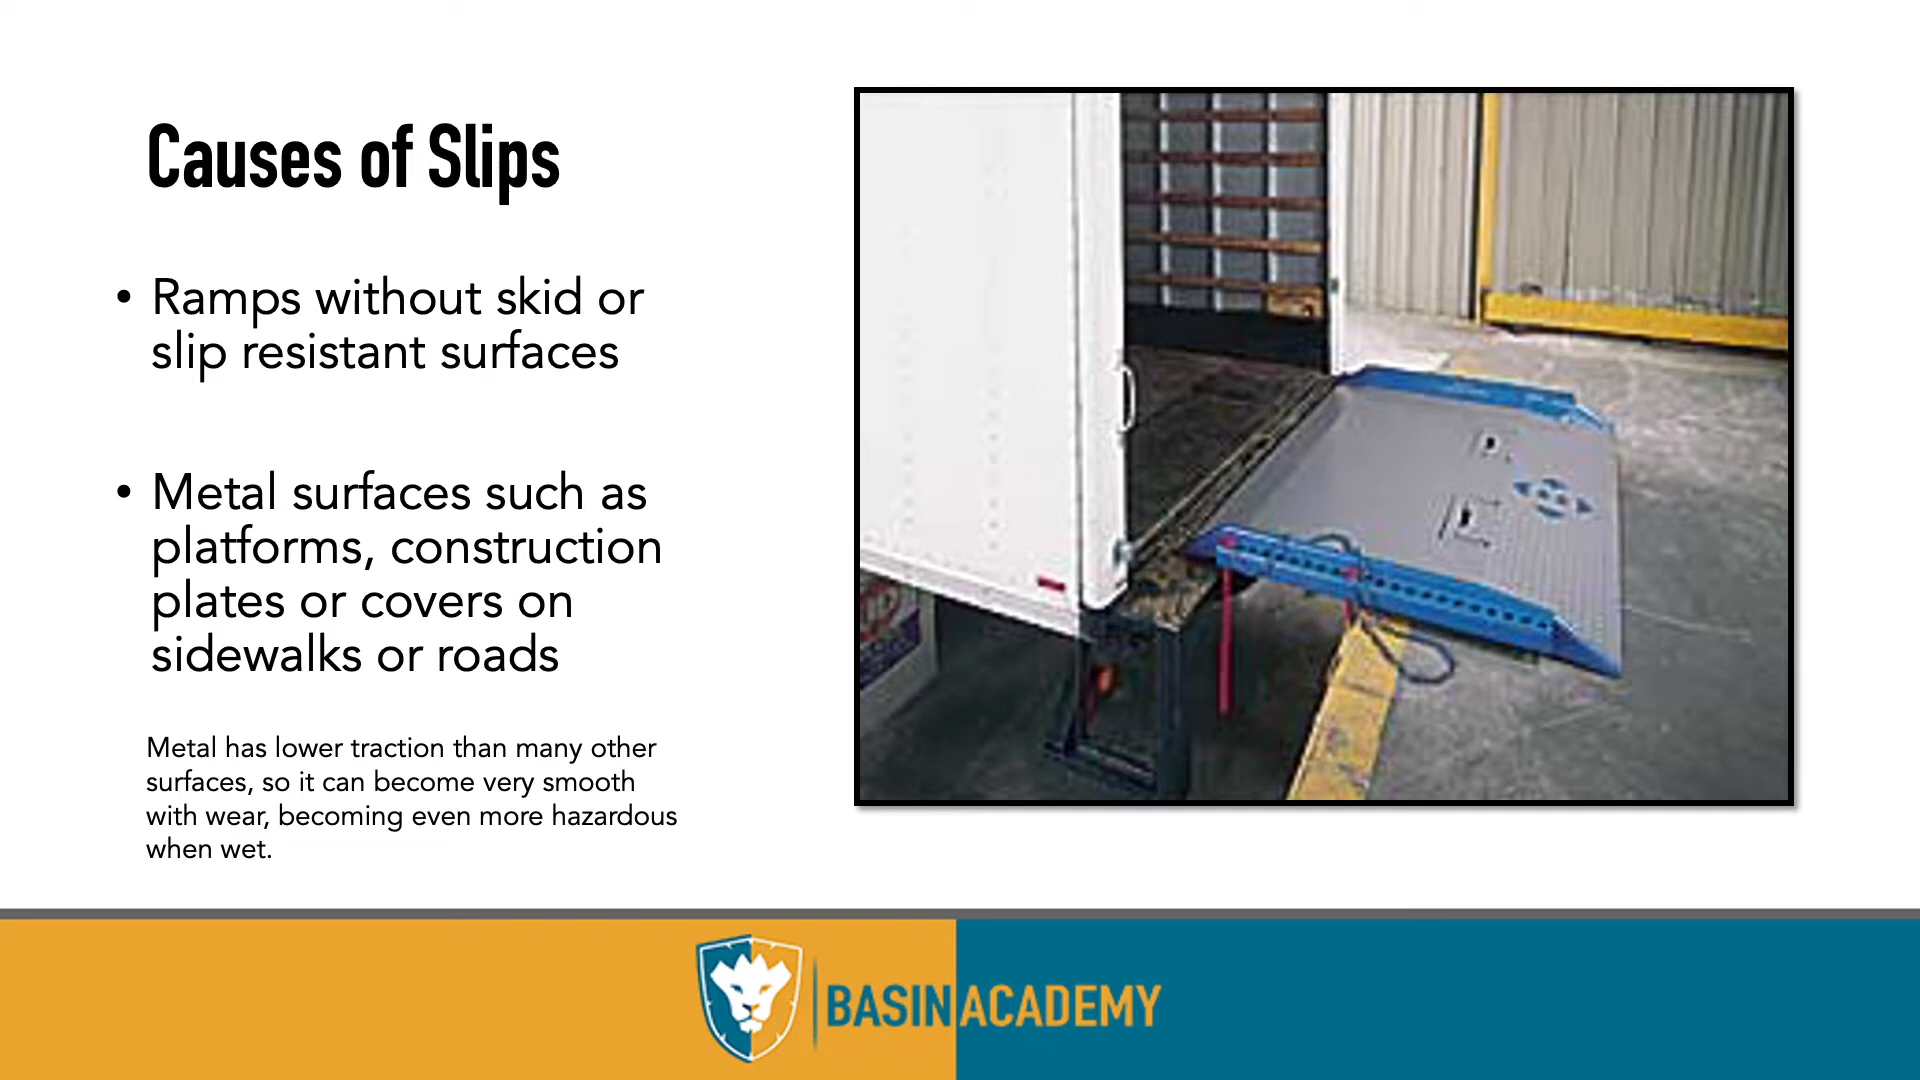 Causes of Slips
• Ramps without skid or
slip resistant surfaces
• Metal surfaces such as
platforms, construction
plates or covers on
sidewalks or roads
Metal has lower traction than many other
surfaces, so it can become very smooth
with wear, becoming even more hazardous
when wet.
BASIN ACADEMY